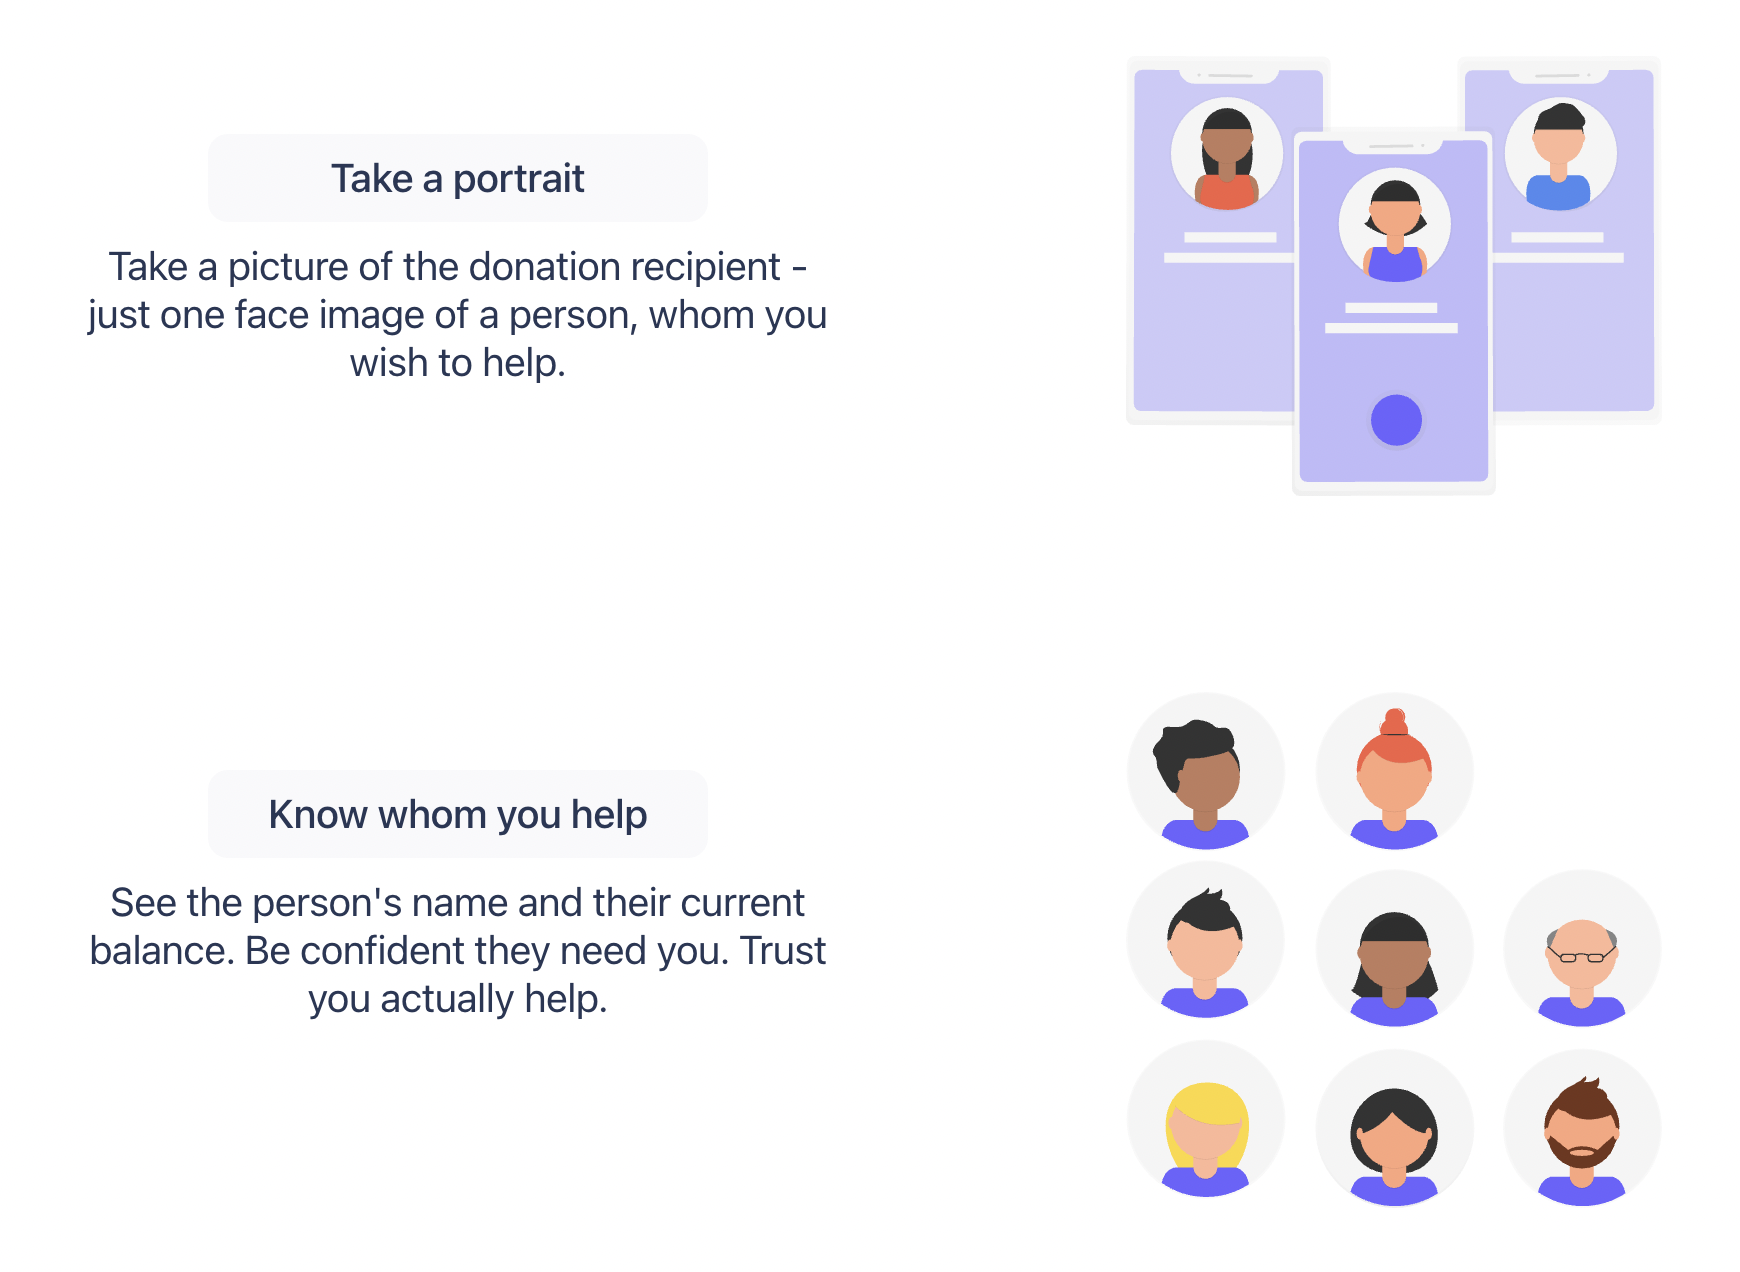 Take a portrait
Take a picture of the donation recipient -
just one face image of a person, whom you
wish to help.
Know whom you help
See the person's name and their current
balance. Be confident they need you. Trust
you actually help.